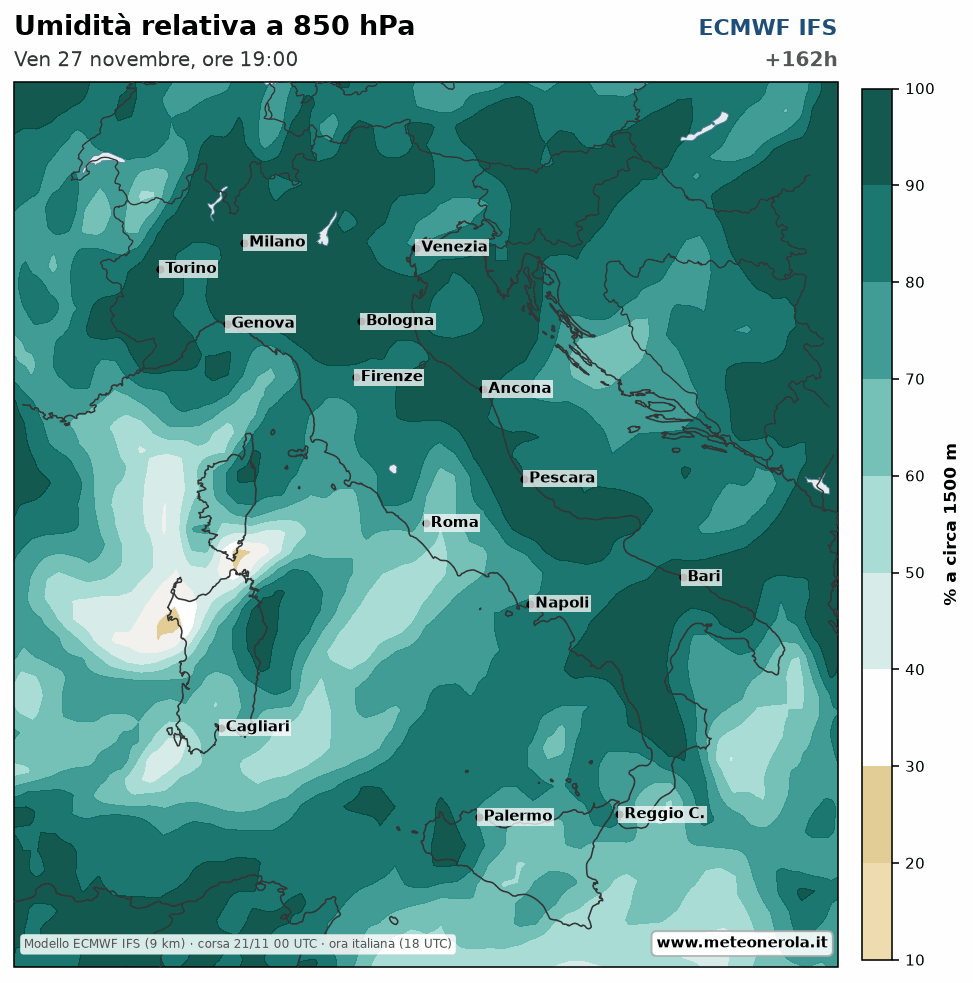 Umidità relativa a 850 hPa
ECMWF IFS
Ven 27 novembre, ore 19:00
+162h
Milano
Venezia
Torino
Genova
Bologna
Firenze
Ancona
Pescara
Roma
Bari
Napoli
Cagliari
Palermo
Reggio C.
100
90
80
70
60
50
40
30
20
10
% a circa 1500 m
Modello ECMWF IFS (9 km) · corsa 21/11 00 UTC · ora italiana (18 UTC)
www.meteonerola.it